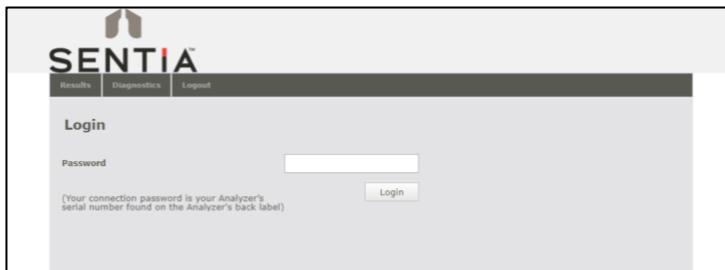 SENTIA™
Results Diagnostics Logout
Login
Password
Login
(Your connection password is your Analyzer's
serial number found on the Analyzer's back label)